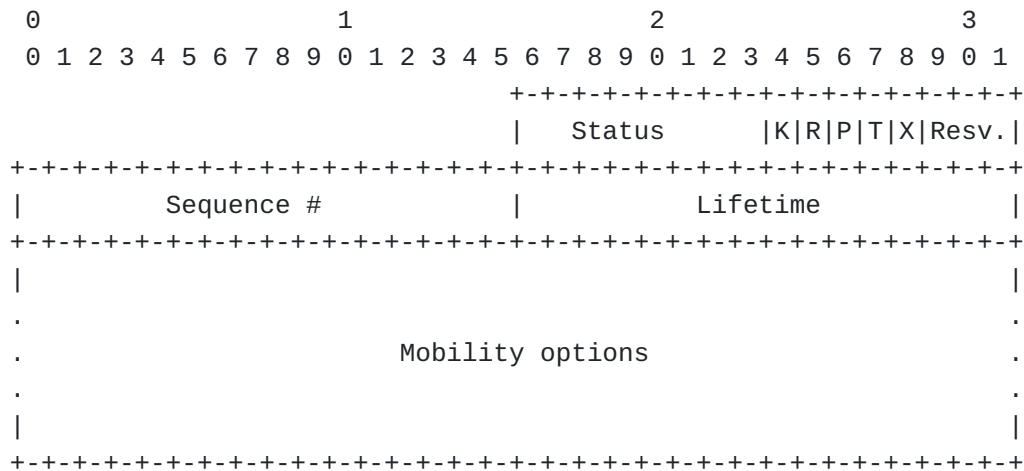 0                   1                   2                   3
 0 1 2 3 4 5 6 7 8 9 0 1 2 3 4 5 6 7 8 9 0 1 2 3 4 5 6 7 8 9 0 1
                                +-+-+-+-+-+-+-+-+-+-+-+-+-+-+-+-+
                                |   Status      |K|R|P|T|X|Resv.|
+-+-+-+-+-+-+-+-+-+-+-+-+-+-+-+-+-+-+-+-+-+-+-+-+-+-+-+-+-+-+-+-+
|         Sequence #            |           Lifetime            |
+-+-+-+-+-+-+-+-+-+-+-+-+-+-+-+-+-+-+-+-+-+-+-+-+-+-+-+-+-+-+-+-+
|                                                               |
.                                                               .
.                        Mobility options                       .
.                                                               .
|                                                               |
+-+-+-+-+-+-+-+-+-+-+-+-+-+-+-+-+-+-+-+-+-+-+-+-+-+-+-+-+-+-+-+-+